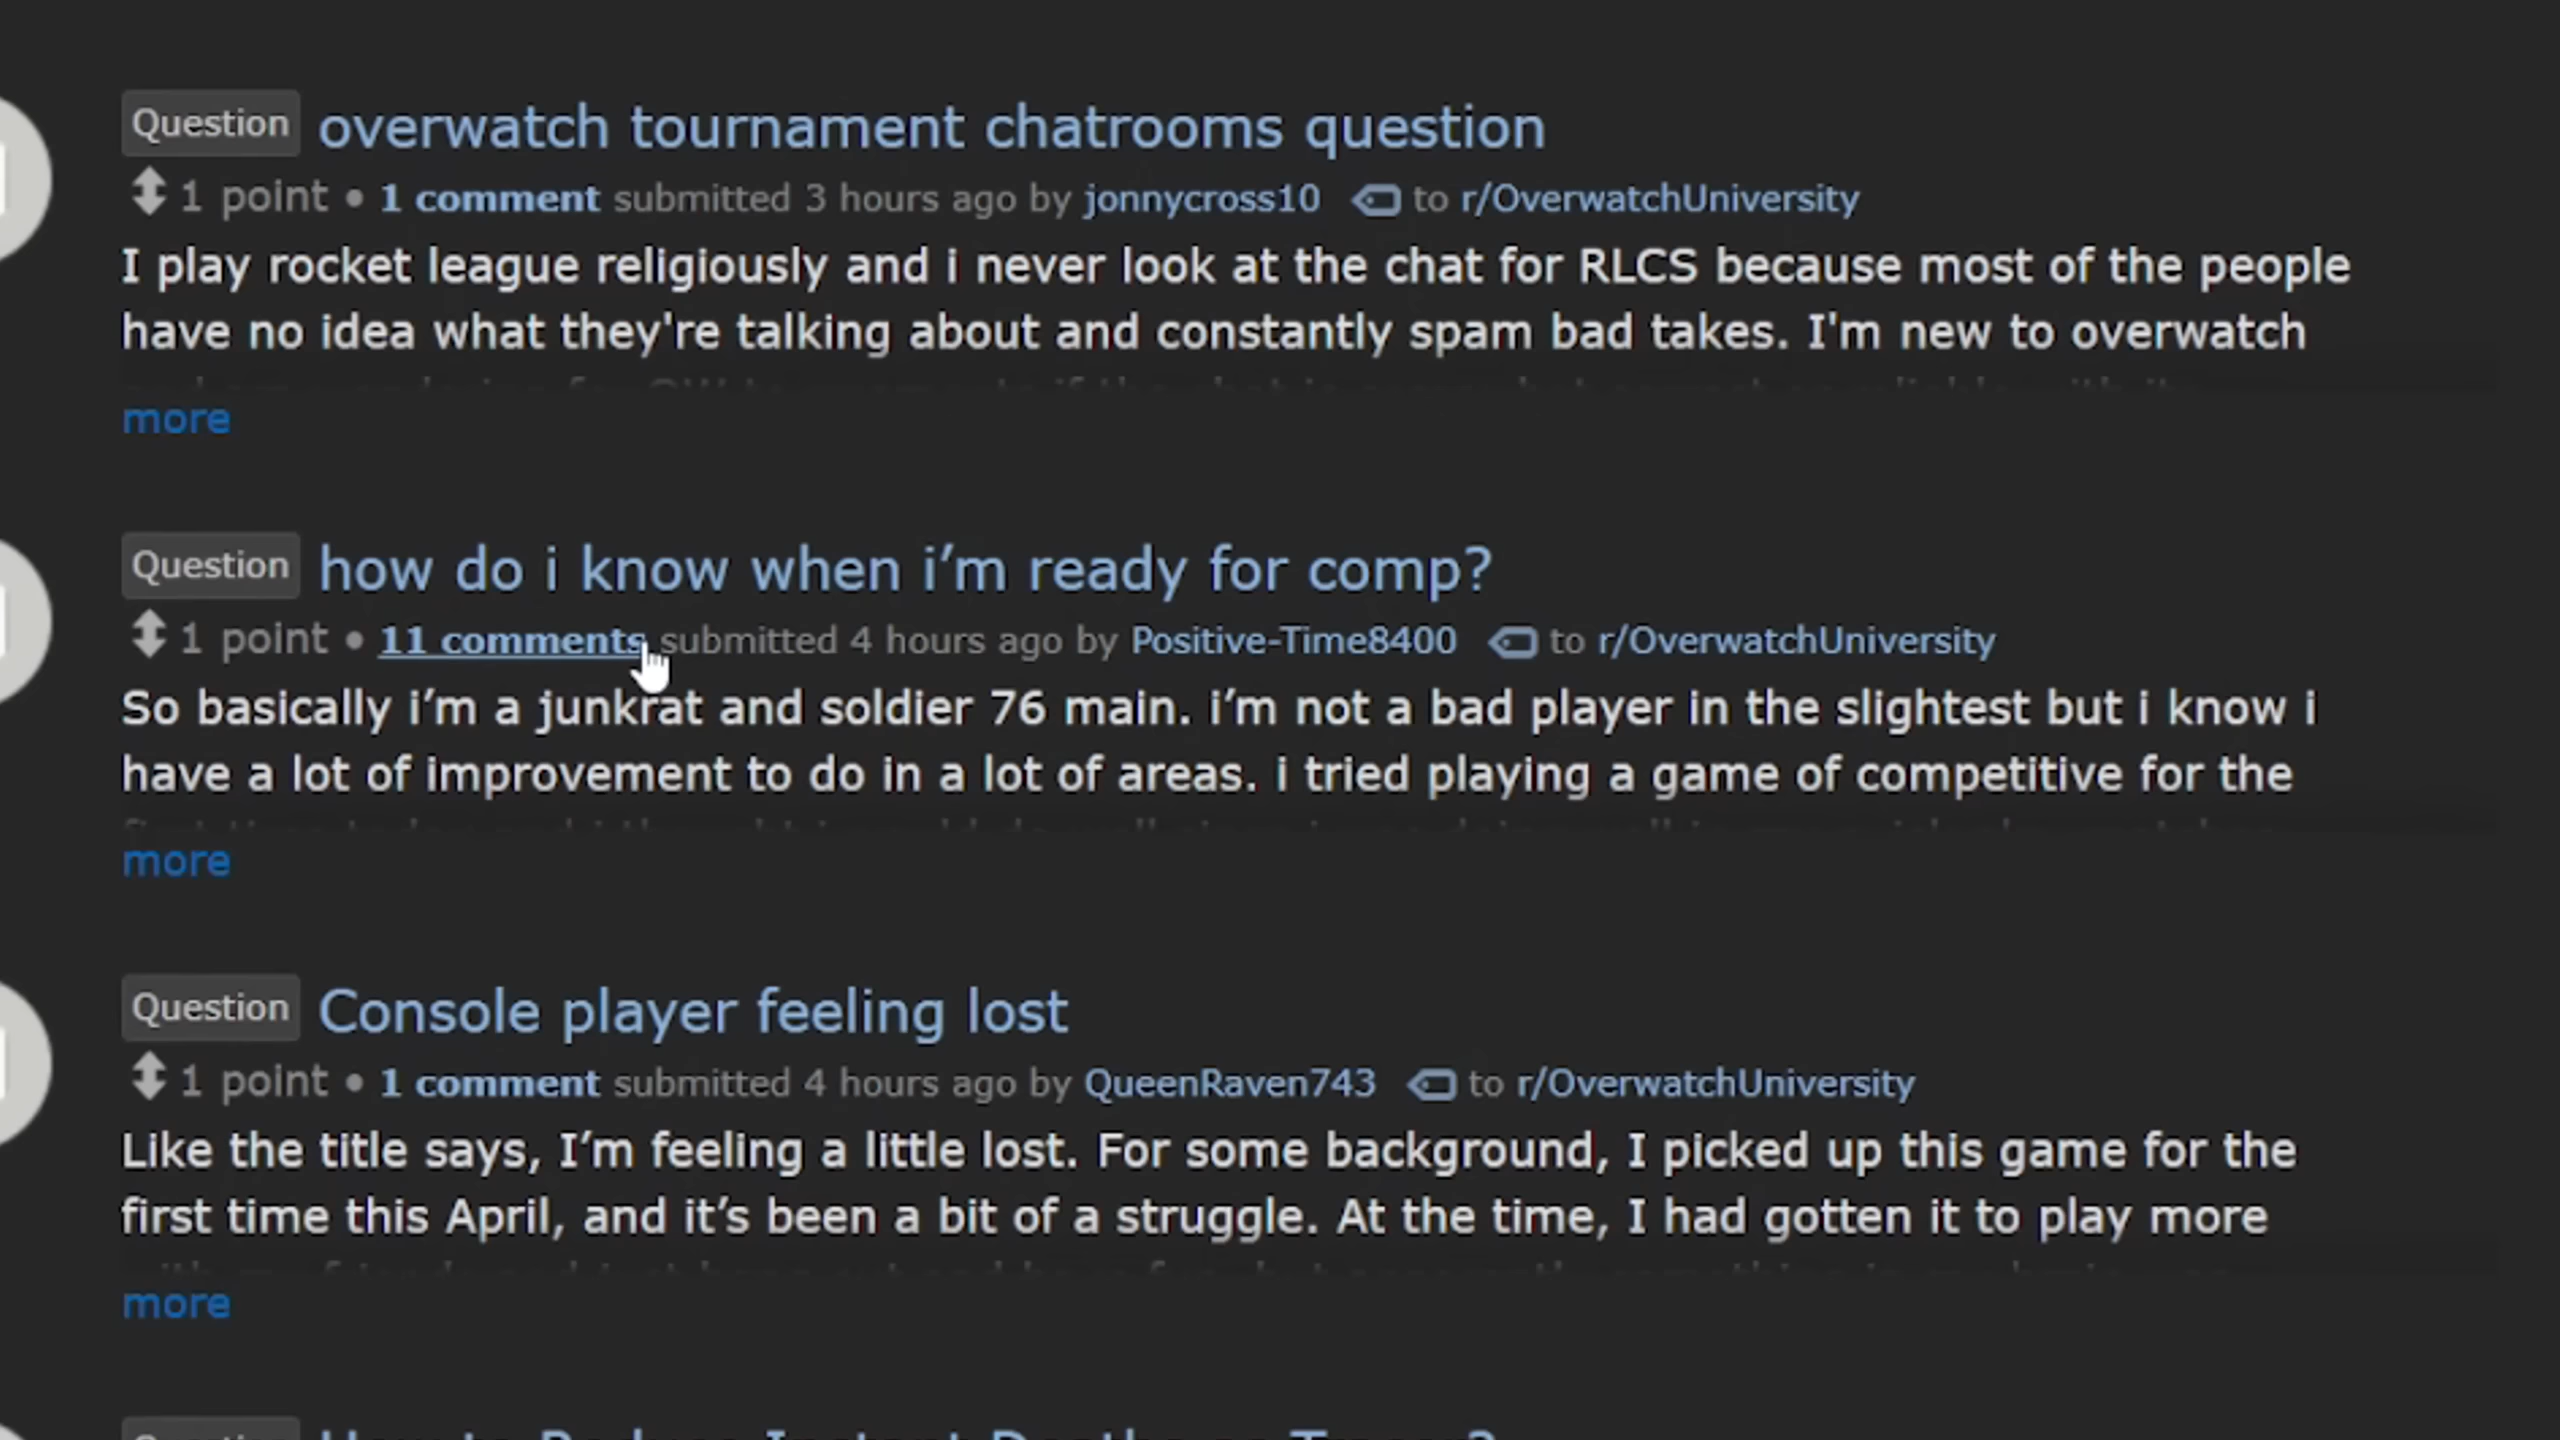 Question overwatch tournament chatrooms question
1 point • 1 comment submitted 3 hours ago by jonnycross10 to r/OverwatchUniversity
I play rocket league religiously and i never look at the chat for RLCS because most of the people
have no idea what they're talking about and constantly spam bad takes. I'm new to overwatch
more
Question how do i know when i’m ready for comp?
1 point • 11 comments submitted 4 hours ago by Positive-Time8400 to r/OverwatchUniversity
So basically i’m a junkrat and soldier 76 main. i’m not a bad player in the slightest but i know i
have a lot of improvement to do in a lot of areas. i tried playing a game of competitive for the
more
Question Console player feeling lost
1 point • 1 comment submitted 4 hours ago by QueenRaven743 to r/OverwatchUniversity
Like the title says, I’m feeling a little lost. For some background, I picked up this game for the
first time this April, and it’s been a bit of a struggle. At the time, I had gotten it to play more
more
Question